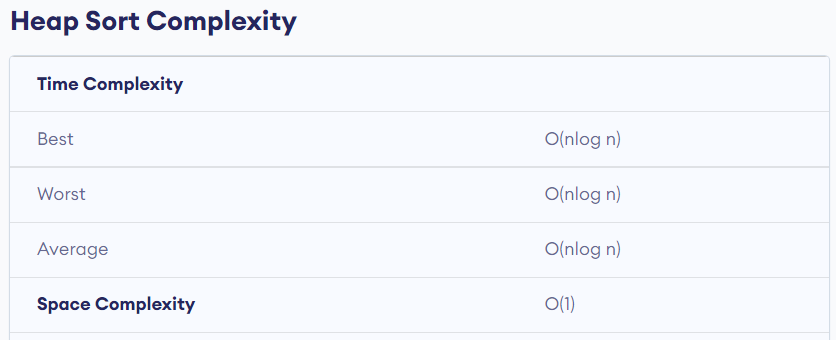 Heap Sort Complexity
Time Complexity
Best O(nlog n)
Worst O(nlog n)
Average O(nlog n)
Space Complexity O(1)